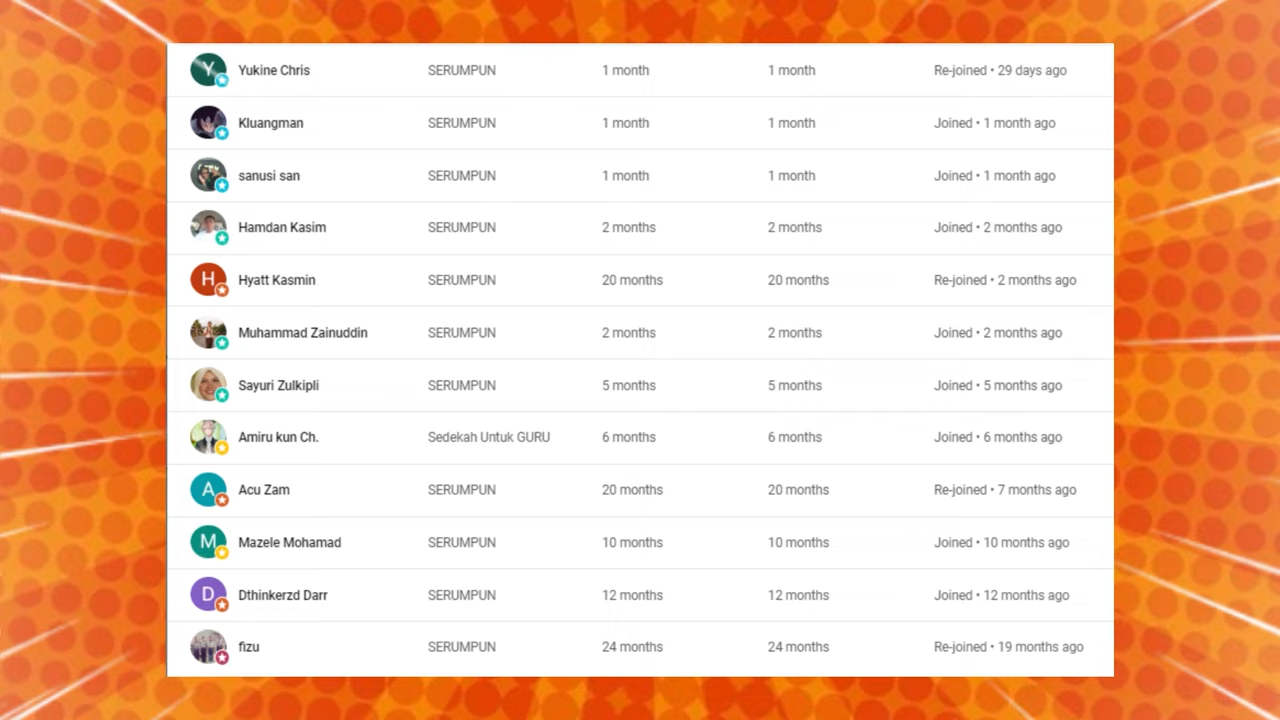 Y Yukine Chris SERUMPUN 1 month 1 month Re-joined • 29 days ago
Kluangman SERUMPUN 1 month 1 month Joined • 1 month ago
sanusi san SERUMPUN 1 month 1 month Joined • 1 month ago
Hamdan Kasim SERUMPUN 2 months 2 months Joined • 2 months ago
H Hyatt Kasmin SERUMPUN 20 months 20 months Re-joined • 2 months ago
Muhammad Zainuddin SERUMPUN 2 months 2 months Joined • 2 months ago
Sayuri Zulkipli SERUMPUN 5 months 5 months Joined • 5 months ago
Amiru kun Ch. Sedekah Untuk GURU 6 months 6 months Joined • 6 months ago
A Acu Zam SERUMPUN 20 months 20 months Re-joined • 7 months ago
M Mazele Mohamad SERUMPUN 10 months 10 months Joined • 10 months ago
D Dthinkerzd Darr SERUMPUN 12 months 12 months Joined • 12 months ago
fizu SERUMPUN 24 months 24 months Re-joined • 19 months ago